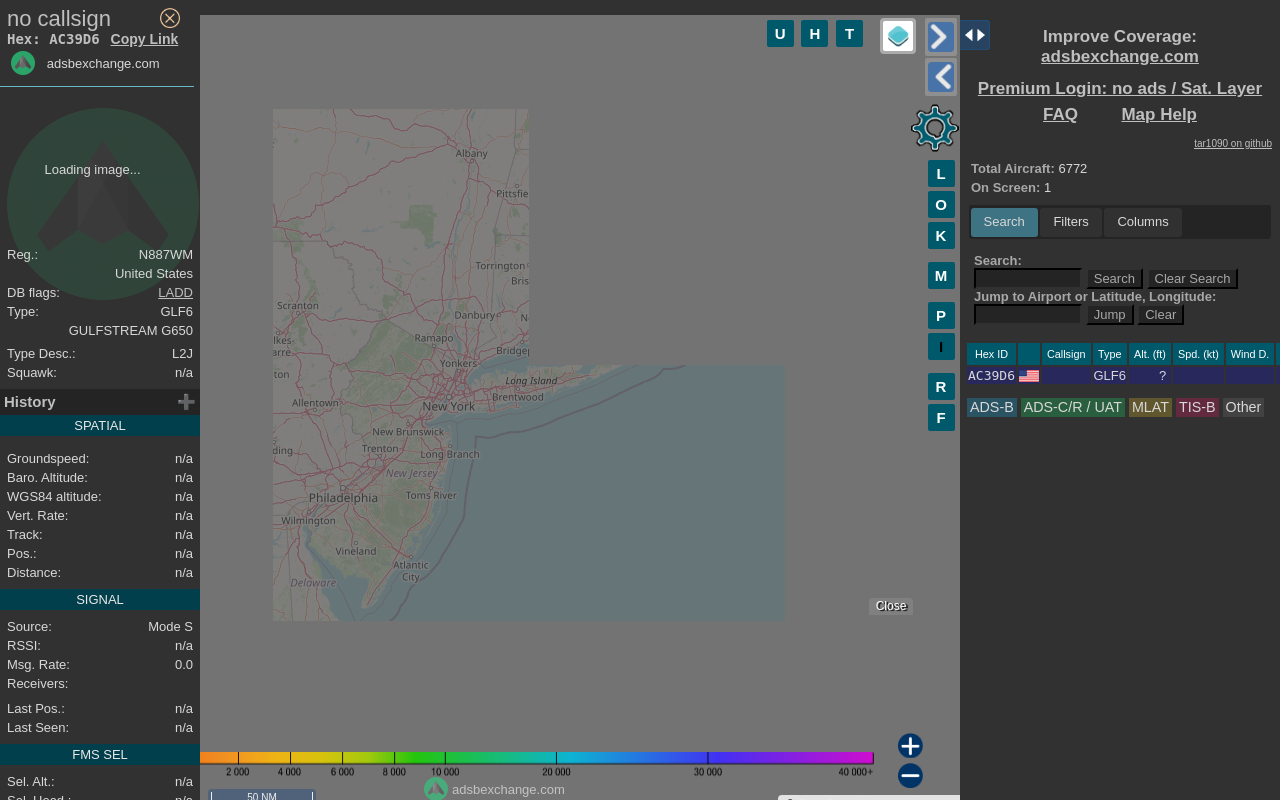 no callsign
Hex: AC39D6 Copy Link
adsbexchange.com
Loading image...
Reg.: N887WM
United States
DB flags: LADD
Type: GLF6
GULFSTREAM G650
Type Desc.: L2J
Squawk: n/a
History
SPATIAL
Groundspeed: n/a
Baro. Altitude: n/a
WGS84 altitude: n/a
Vert. Rate: n/a
Track: n/a
Pos.: n/a
Distance: n/a
SIGNAL
Source: Mode S
RSSI: n/a
Msg. Rate: 0.0
Receivers:
Last Pos.: n/a
Last Seen: n/a
FMS SEL
Sel. Alt.: n/a
Sel. Head.: n/a
U H T
L
O
K
M
P
I
R
F
Albany
Pittsfie
Torrington
Bris
Scranton
Danbury
N
lkes-
arre
Ramapo
Bridgep
Yonkers
ton
Long Island
Allentown
New York
Brentwood
New Brunswick
ding
Trenton
Long Branch
New Jersey
Philadelphia
Toms River
Wilmington
Vineland
Atlantic
City
Delaware
Close
2 000 4 000 6 000 8 000 10 000 20 000 30 000 40 000+
adsbexchange.com
50 NM
Improve Coverage:
adsbexchange.com
Premium Login: no ads / Sat. Layer
FAQ Map Help
tar1090 on github
Total Aircraft: 6772
On Screen: 1
Search Filters Columns
Search:
Search Clear Search
Jump to Airport or Latitude, Longitude:
Jump Clear
Hex ID Callsign Type Alt. (ft) Spd. (kt) Wind D.
AC39D6 GLF6 ?
ADS-B ADS-C/R / UAT MLAT TIS-B Other